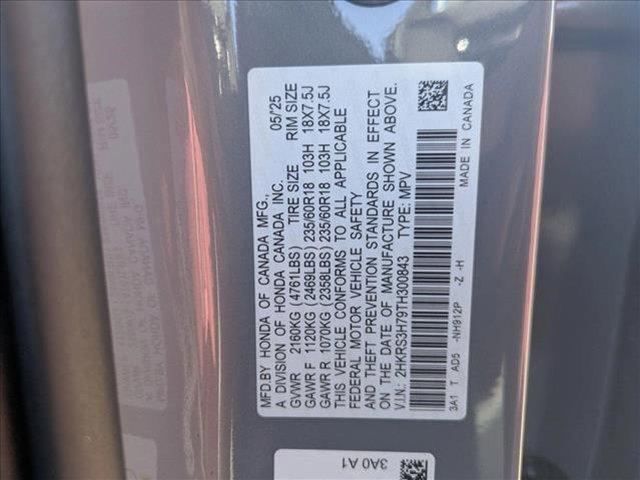 MFD.BY HONDA OF CANADA MFG.,
A DIVISION OF HONDA CANADA INC. 05/25
GVWR 2160KG (4761LBS) TIRE SIZE RIM SIZE
GAWR F 1120KG (2469LBS) 235/60R18 103H 18X7.5J
GAWR R 1070KG (2358LBS) 235/60R18 103H 18X7.5J
THIS VEHICLE CONFORMS TO ALL APPLICABLE
FEDERAL MOTOR VEHICLE SAFETY
AND THEFT PREVENTION STANDARDS IN EFFECT
ON THE DATE OF MANUFACTURE SHOWN ABOVE.
V.I.N.: 2HKRS3H79TH300843 TYPE: MPV
3A1 T AD5 -NH912P -Z -H MADE IN CANADA
3A0 A1